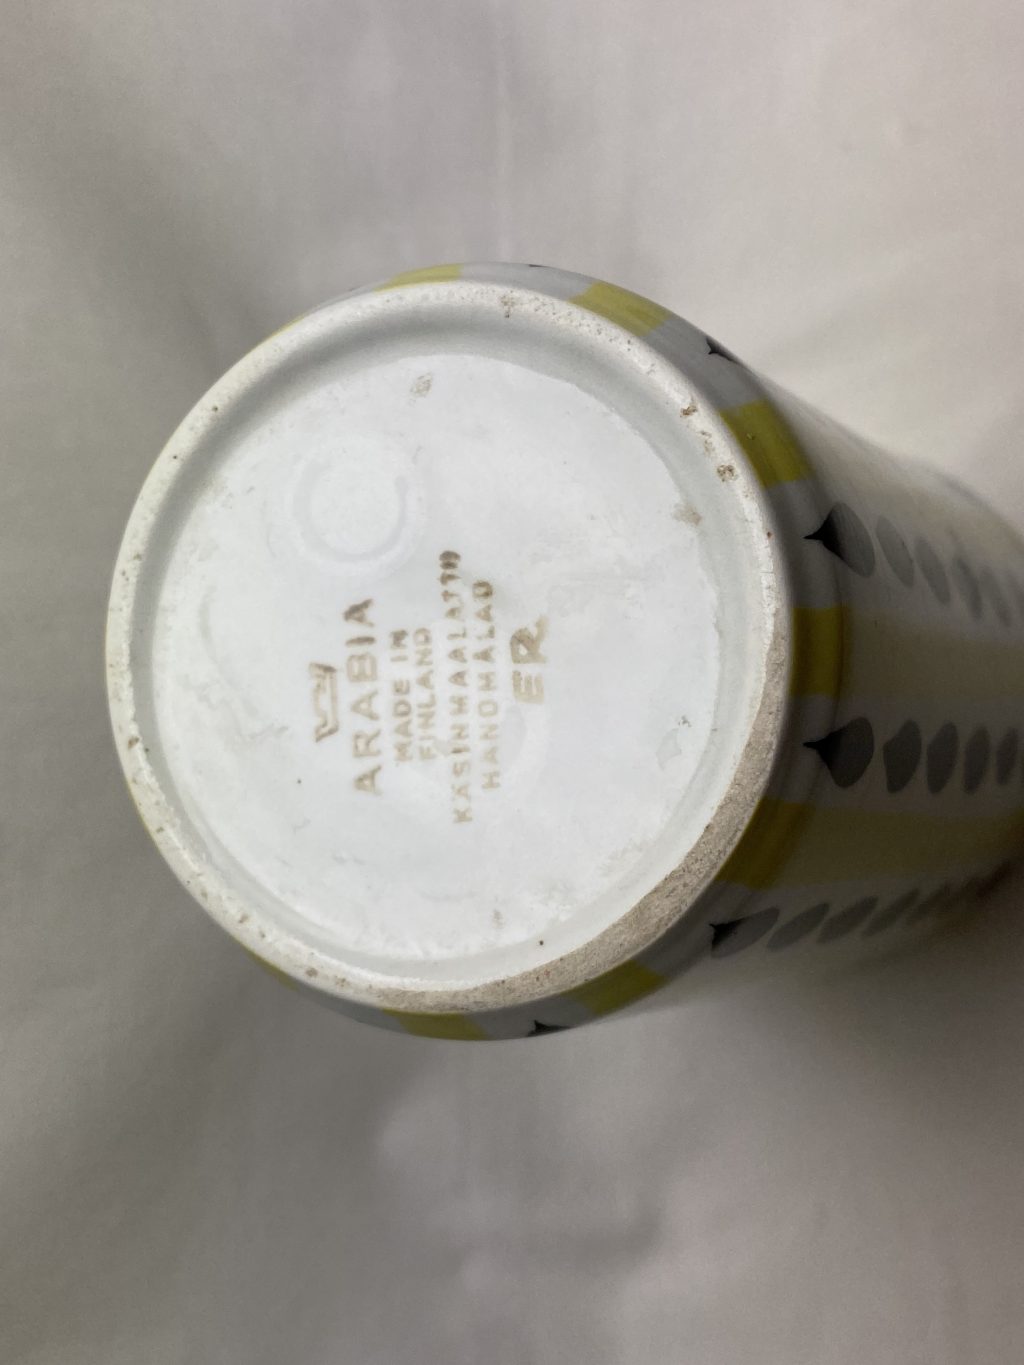 ARABIA
MADE IN
FINLAND
KÄSINMAALATTU
HANDMÅLAD
ER